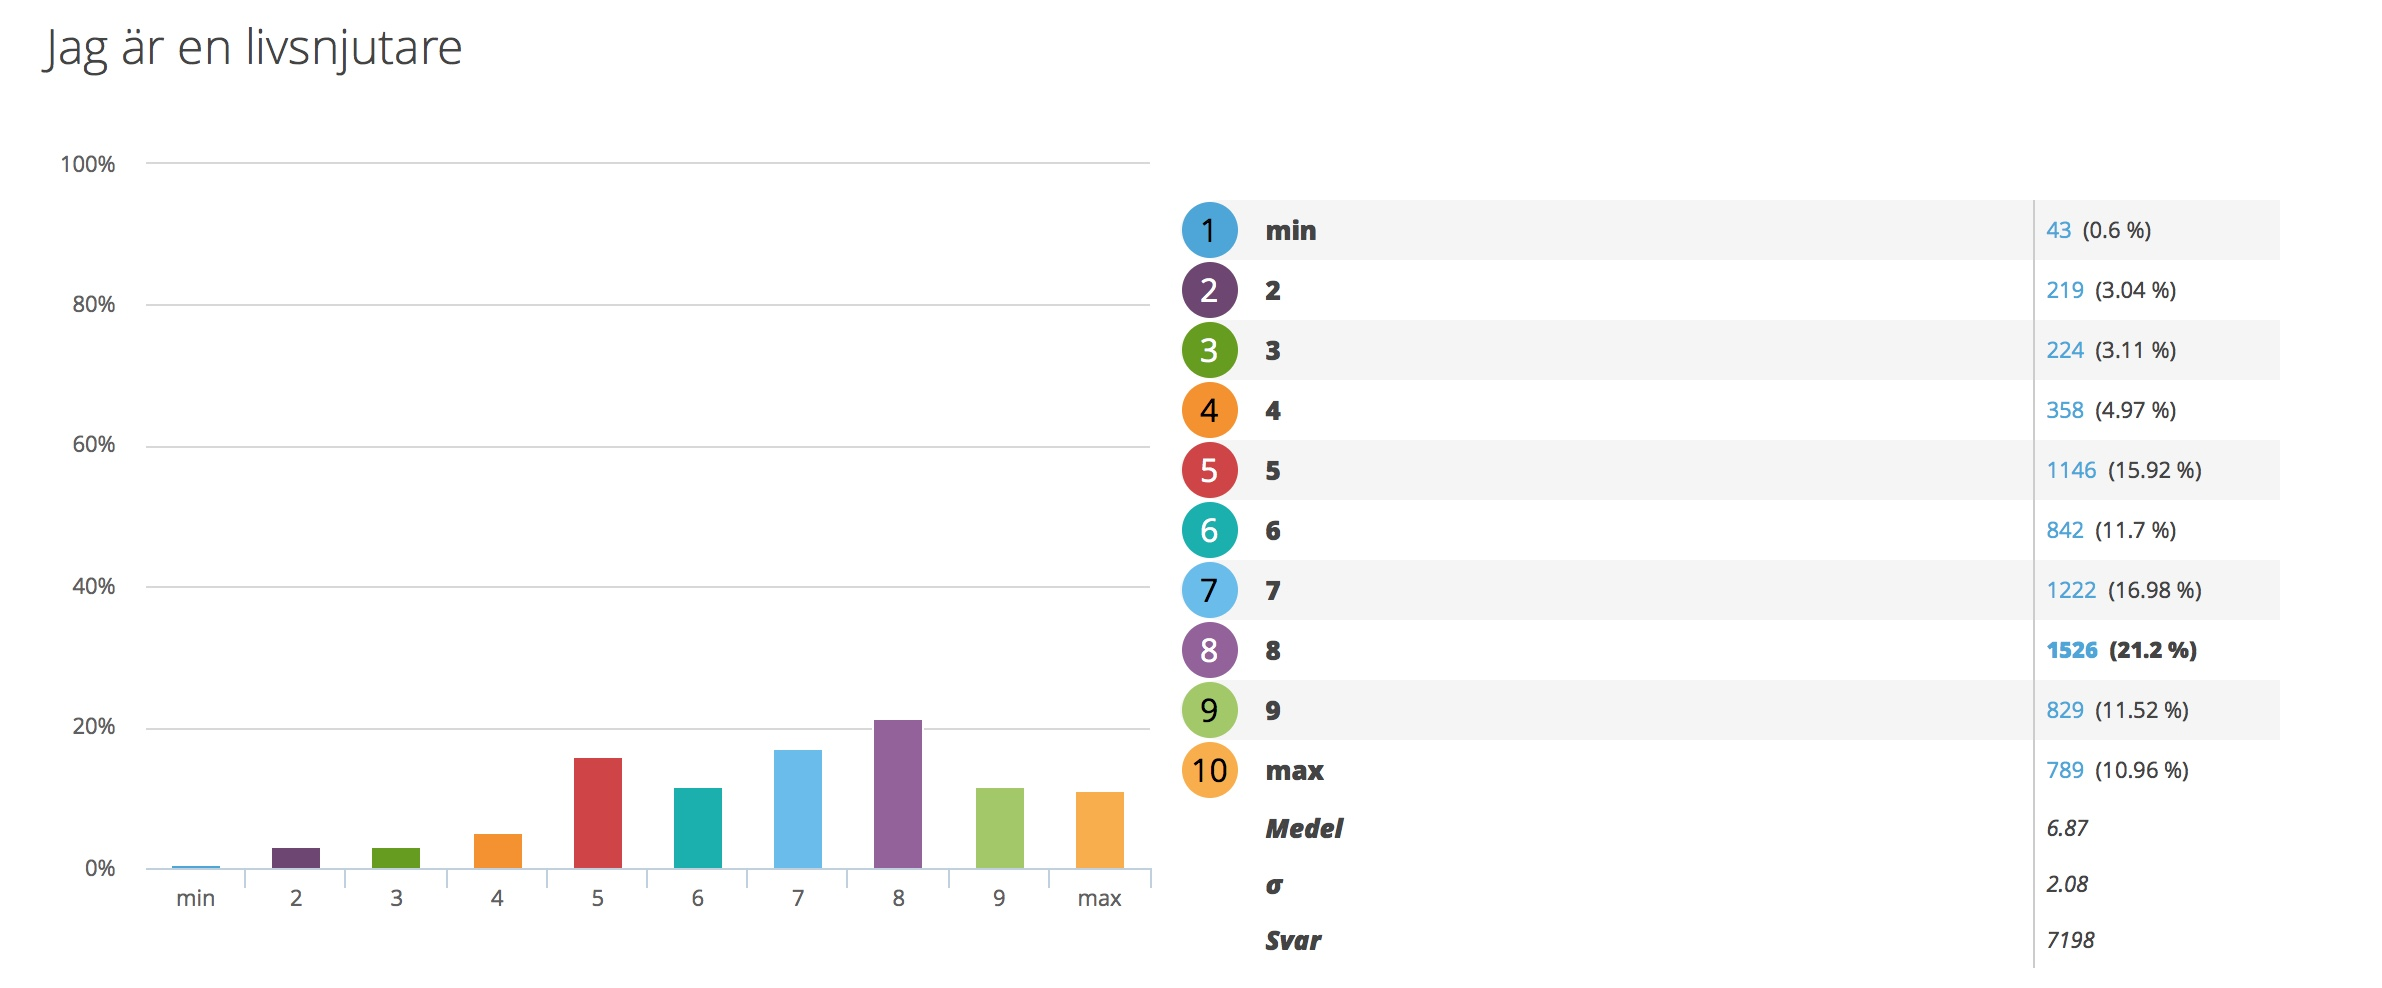 Jag är en livsnjutare
100%
80%
60%
40%
20%
0%
min 2 3 4 5 6 7 8 9 max
1 min 43 (0.6 %)
2 2 219 (3.04 %)
3 3 224 (3.11 %)
4 4 358 (4.97 %)
5 5 1146 (15.92 %)
6 6 842 (11.7 %)
7 7 1222 (16.98 %)
8 8 1526 (21.2 %)
9 9 829 (11.52 %)
10 max 789 (10.96 %)
Medel 6.87
σ 2.08
Svar 7198